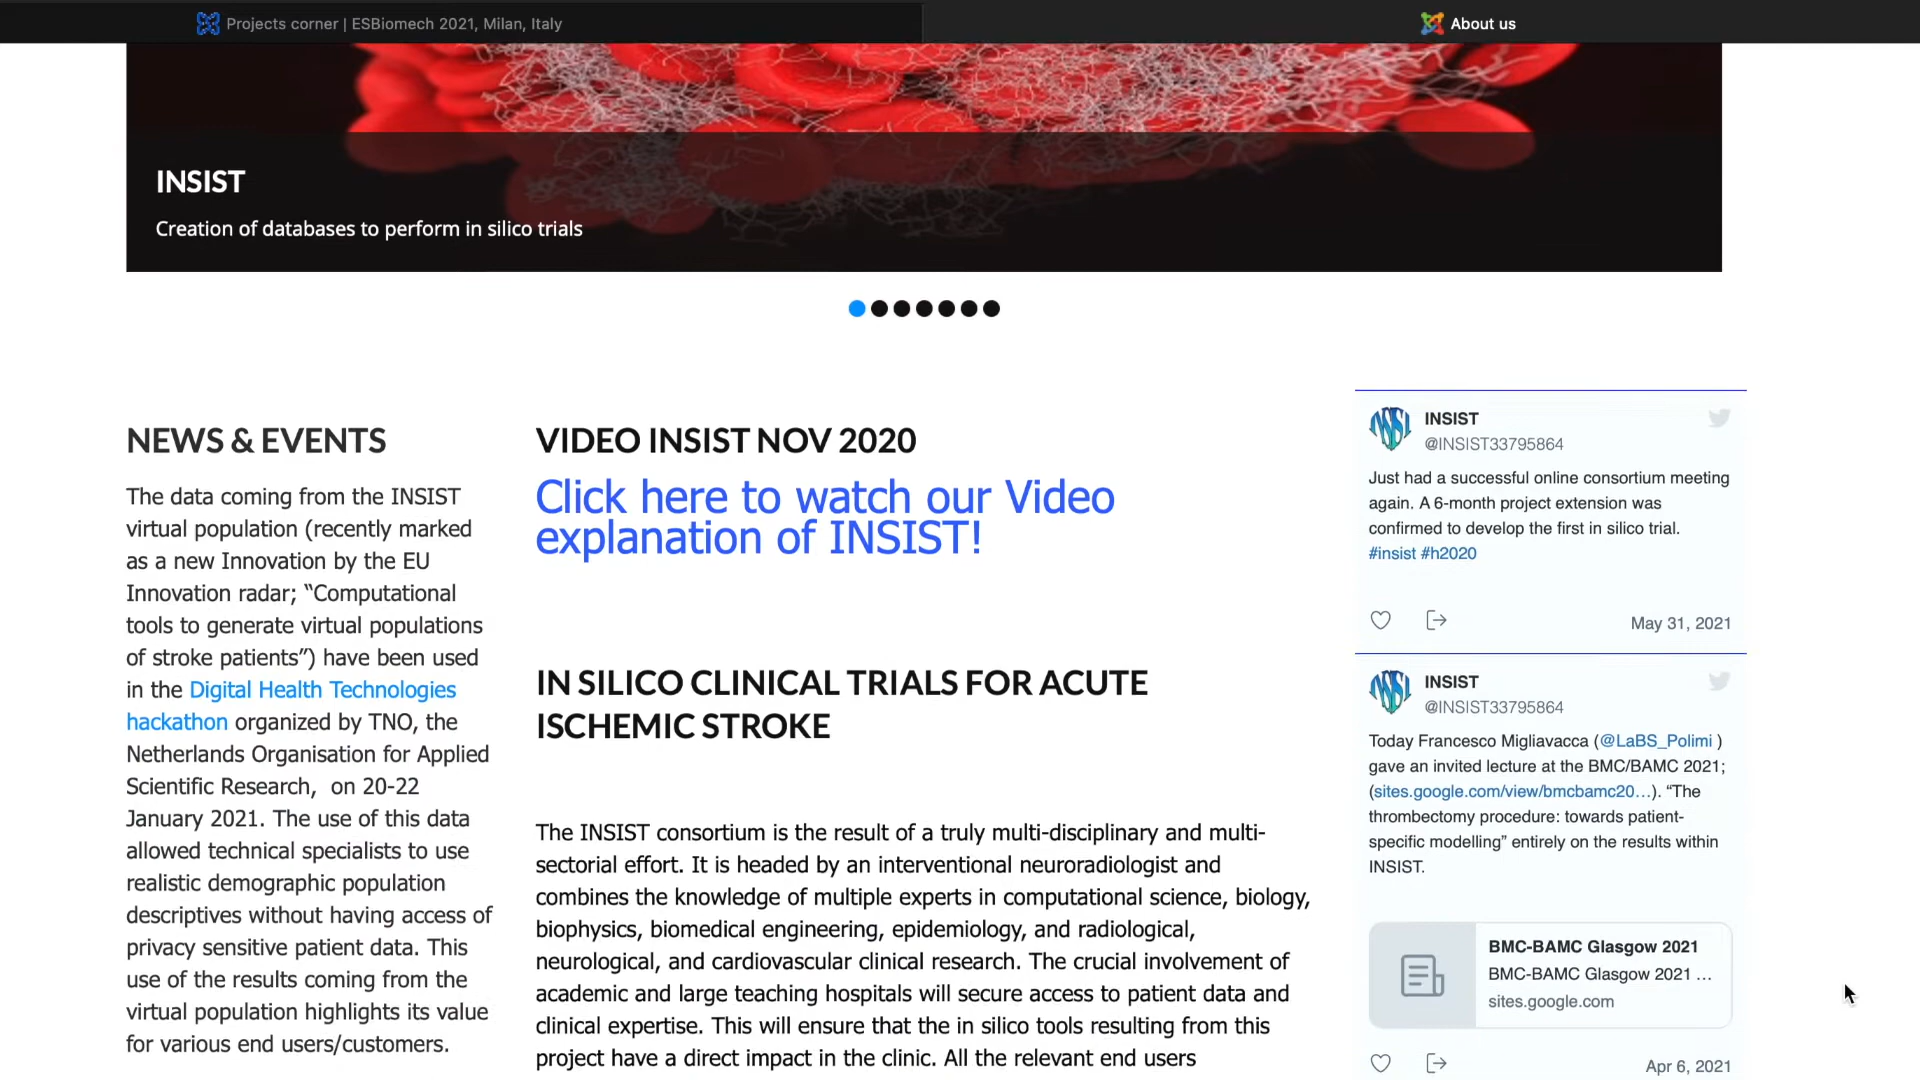 Projects corner | ESBiomech 2021, Milan, Italy
About us
INSIST
Creation of databases to perform in silico trials
NEWS & EVENTS
The data coming from the INSIST
virtual population (recently marked
as a new Innovation by the EU
Innovation radar; “Computational
tools to generate virtual populations
of stroke patients”) have been used
in the Digital Health Technologies
hackathon organized by TNO, the
Netherlands Organisation for Applied
Scientific Research, on 20-22
January 2021. The use of this data
allowed technical specialists to use
realistic demographic population
descriptives without having access of
privacy sensitive patient data. This
use of the results coming from the
virtual population highlights its value
for various end users/customers.
VIDEO INSIST NOV 2020
Click here to watch our Video
explanation of INSIST!
IN SILICO CLINICAL TRIALS FOR ACUTE
ISCHEMIC STROKE
The INSIST consortium is the result of a truly multi-disciplinary and multi-
sectorial effort. It is headed by an interventional neuroradiologist and
combines the knowledge of multiple experts in computational science, biology,
biophysics, biomedical engineering, epidemiology, and radiological,
neurological, and cardiovascular clinical research. The crucial involvement of
academic and large teaching hospitals will secure access to patient data and
clinical expertise. This will ensure that the in silico tools resulting from this
project have a direct impact in the clinic. All the relevant end users
INSIST
@INSIST33795864
Just had a successful online consortium meeting
again. A 6-month project extension was
confirmed to develop the first in silico trial.
#insist #h2020
May 31, 2021
INSIST
@INSIST33795864
Today Francesco Migliavacca (@LaBS_Polimi )
gave an invited lecture at the BMC/BAMC 2021;
(sites.google.com/view/bmcbamc20…). “The
thrombectomy procedure: towards patient-
specific modelling” entirely on the results within
INSIST.
BMC-BAMC Glasgow 2021
BMC-BAMC Glasgow 2021 ...
sites.google.com
Apr 6, 2021